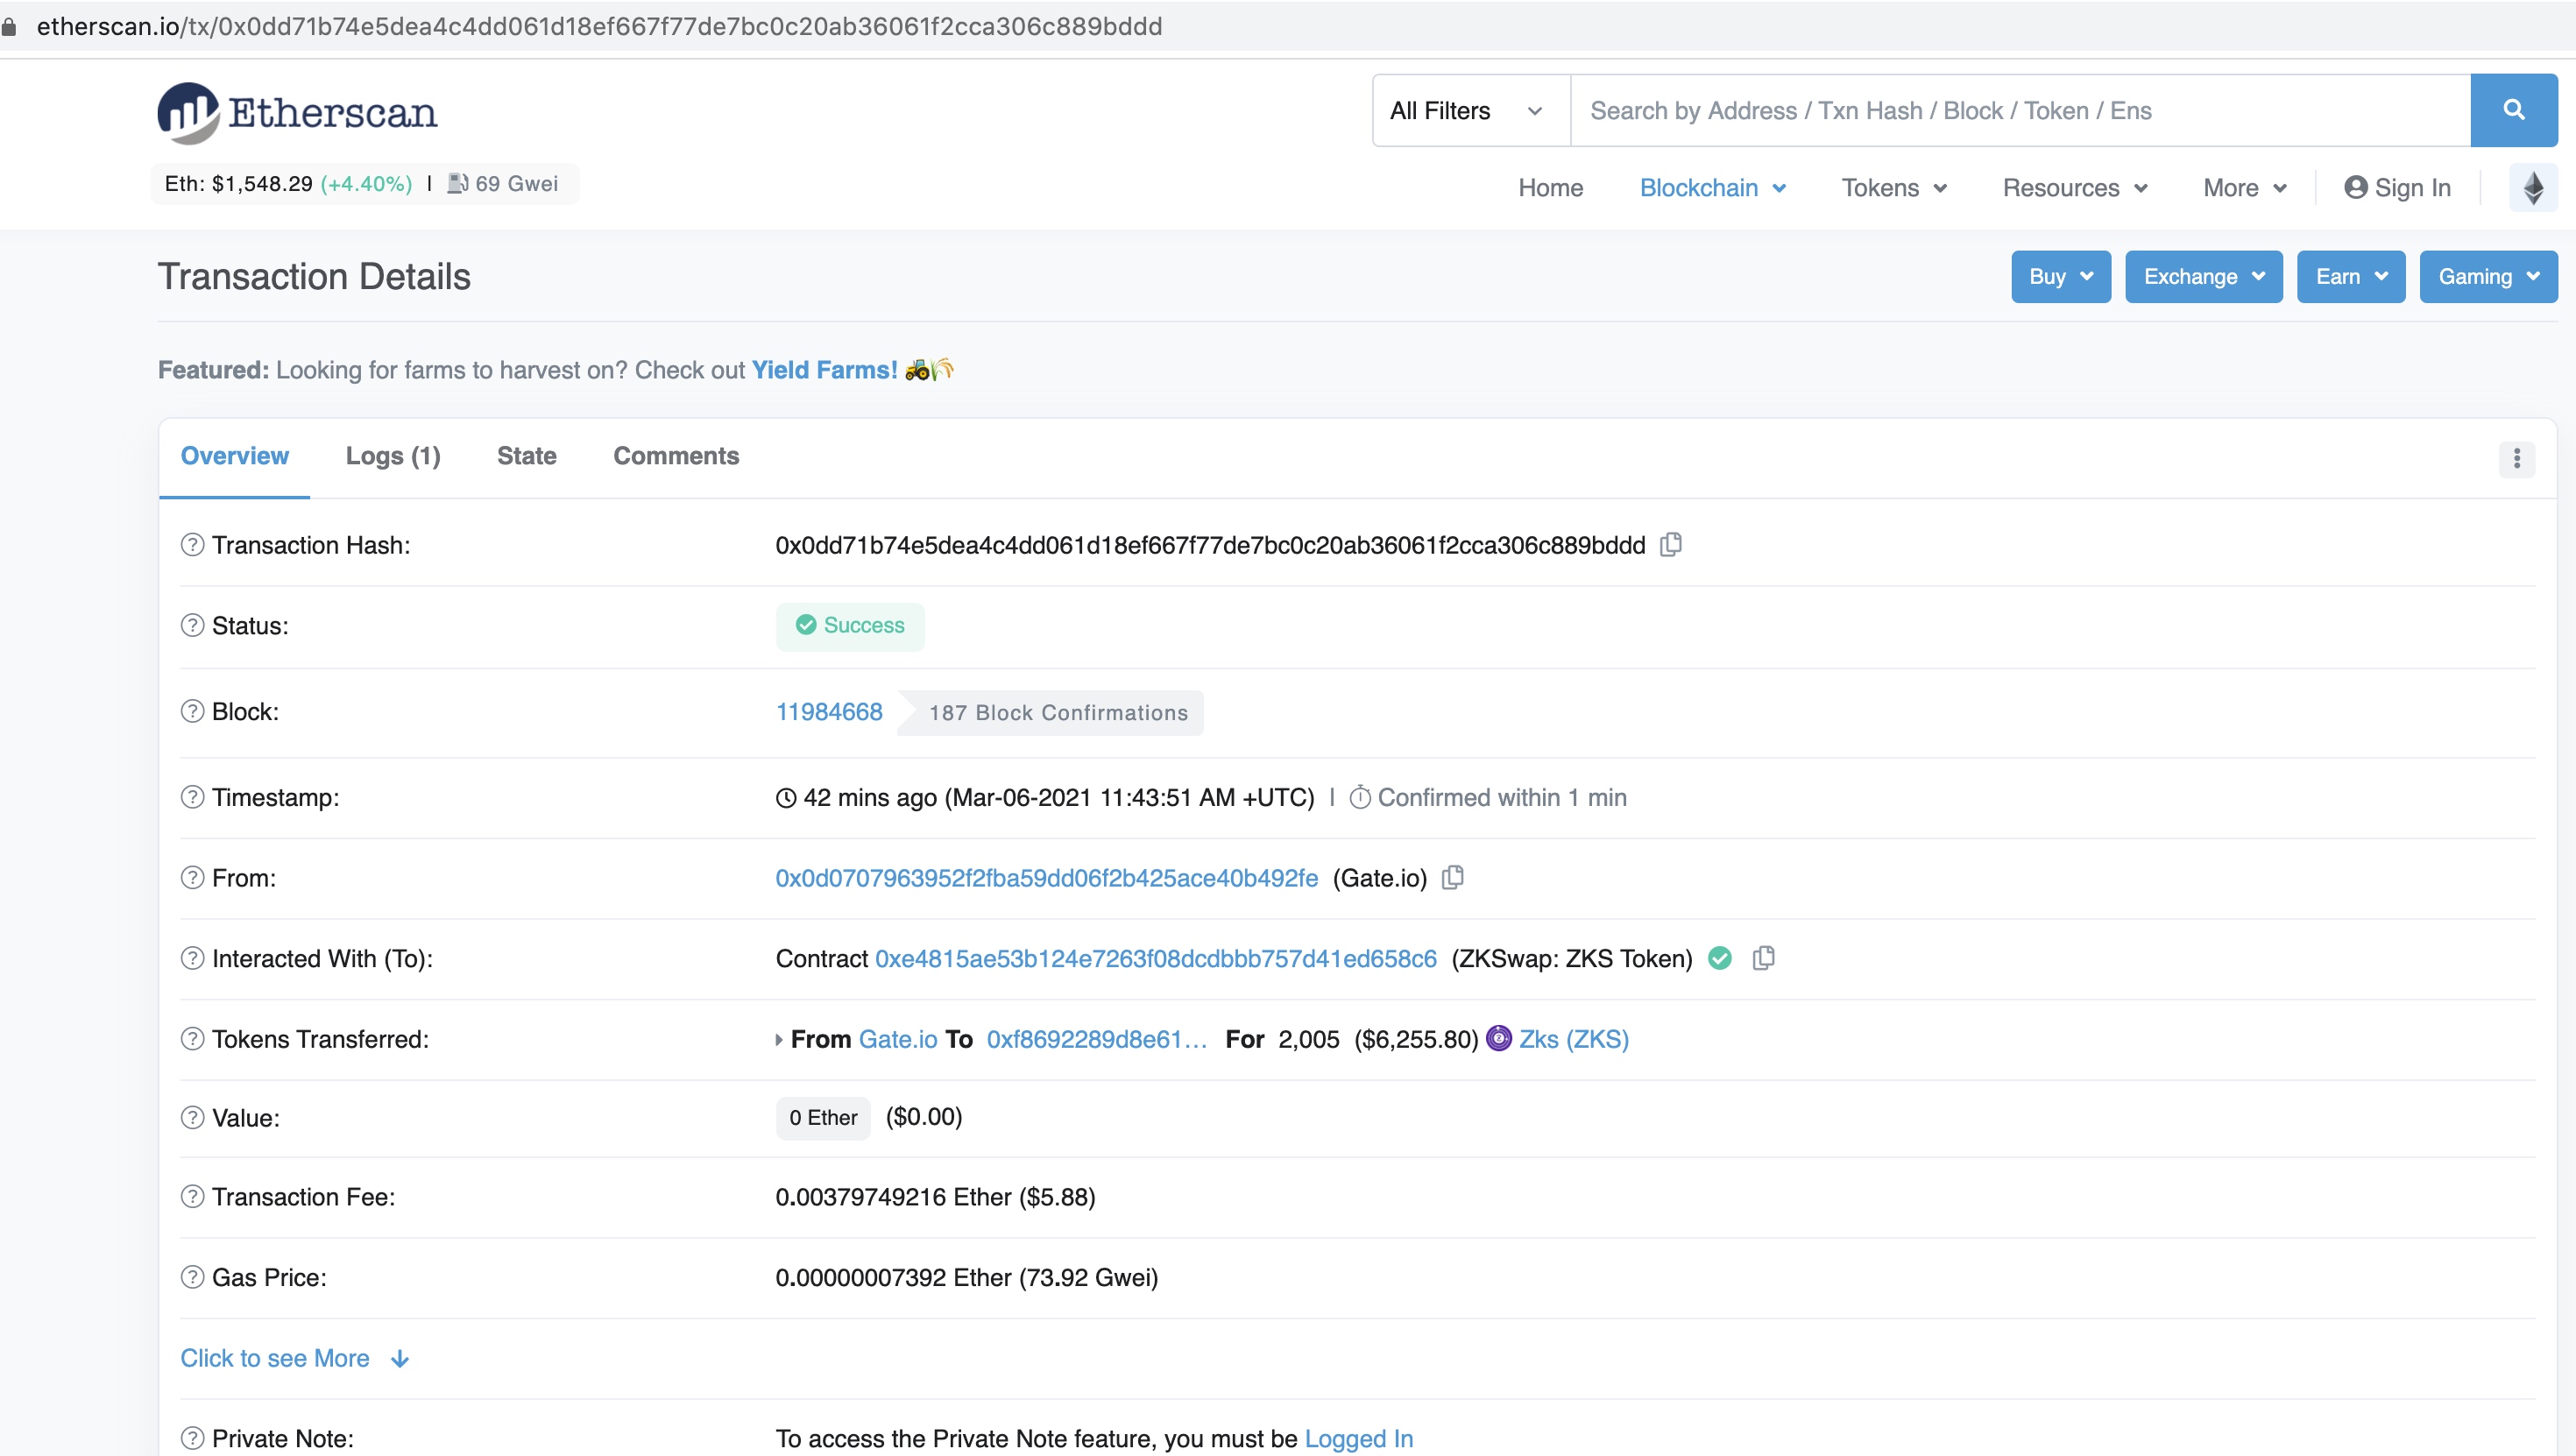 etherscan.io/tx/0x0dd71b74e5dea4c4dd061d18ef667f77de7bc0c20ab36061f2cca306c889bddd
Etherscan
All Filters Search by Address / Txn Hash / Block / Token / Ens
Eth: $1,548.29 (+4.40%) | 69 Gwei
Home Blockchain Tokens Resources More Sign In
Transaction Details
Buy Exchange Earn Gaming
Featured: Looking for farms to harvest on? Check out Yield Farms! 🚜🌾
Overview Logs (1) State Comments
Transaction Hash: 0x0dd71b74e5dea4c4dd061d18ef667f77de7bc0c20ab36061f2cca306c889bddd
Status: Success
Block: 11984668 187 Block Confirmations
Timestamp: 42 mins ago (Mar-06-2021 11:43:51 AM +UTC) | Confirmed within 1 min
From: 0x0d0707963952f2fba59dd06f2b425ace40b492fe (Gate.io)
Interacted With (To): Contract 0xe4815ae53b124e7263f08dcdbbb757d41ed658c6 (ZKSwap: ZKS Token)
Tokens Transferred: From Gate.io To 0xf8692289d8e61... For 2,005 ($6,255.80) Zks (ZKS)
Value: 0 Ether ($0.00)
Transaction Fee: 0.00379749216 Ether ($5.88)
Gas Price: 0.00000007392 Ether (73.92 Gwei)
Click to see More
Private Note: To access the Private Note feature, you must be Logged In